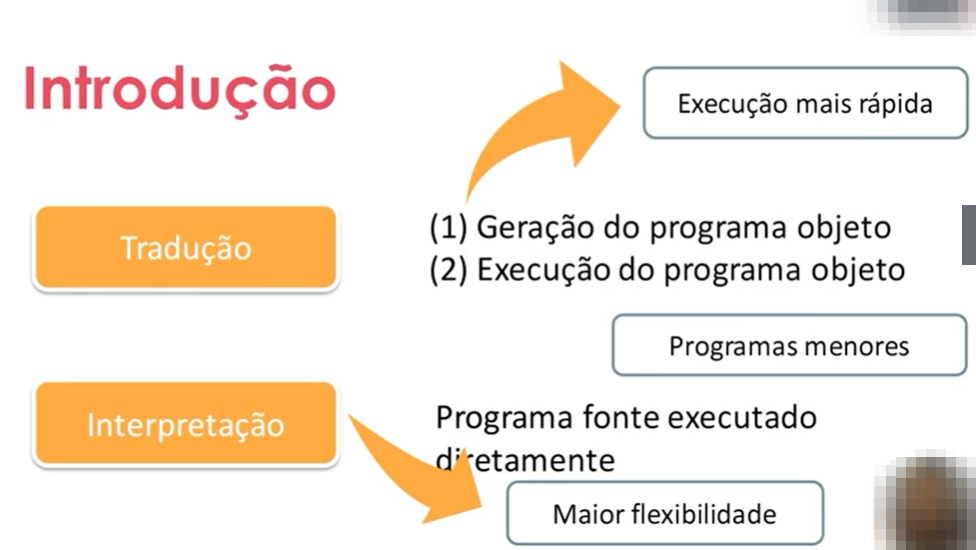 Introdução
Execução mais rápida
Tradução
(1) Geração do programa objeto
(2) Execução do programa objeto
Programas menores
Interpretação
Programa fonte executado
diretamente
Maior flexibilidade